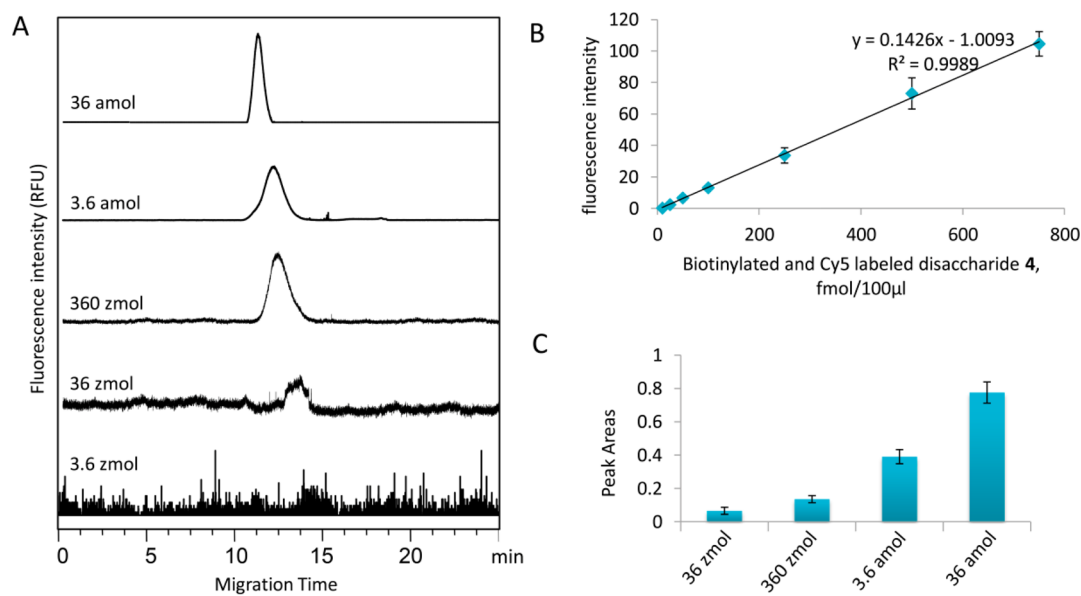 A
Fluorescence intensity (RFU)
36 amol
3.6 amol
360 zmol
36 zmol
3.6 zmol
0 5 10 15 20 min
Migration Time
B
fluorescence intensity
120
100
80
60
40
20
0
y = 0.1426x - 1.0093
R² = 0.9989
0 200 400 600 800
Biotinylated and Cy5 labeled disaccharide 4,
fmol/100µl
C
Peak Areas
1
0.8
0.6
0.4
0.2
0
36 zmol
360 zmol
3.6 amol
36 amol